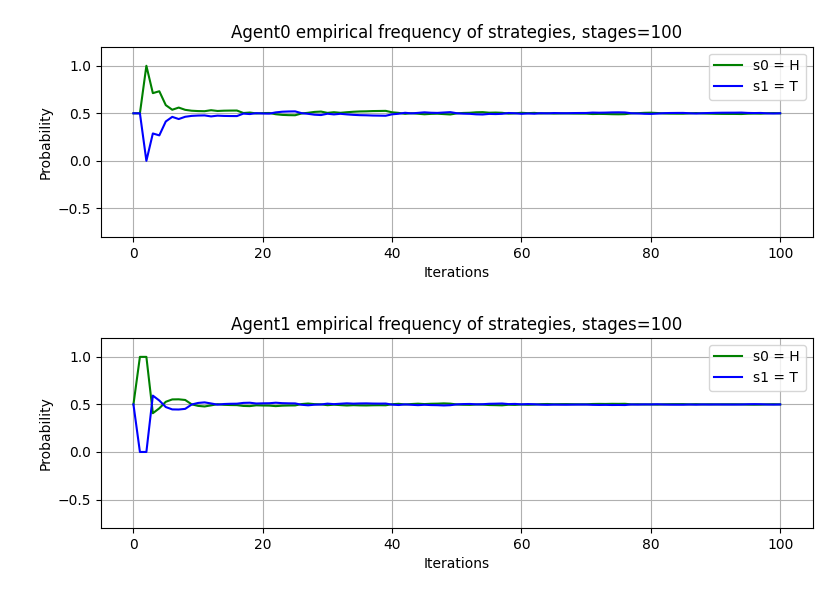 Agent0 empirical frequency of strategies, stages=100
1.0
0.5
0.0
−0.5
Probability
s0 = H
s1 = T
0 20 40 60 80 100
Iterations
Agent1 empirical frequency of strategies, stages=100
1.0
0.5
0.0
−0.5
Probability
s0 = H
s1 = T
0 20 40 60 80 100
Iterations